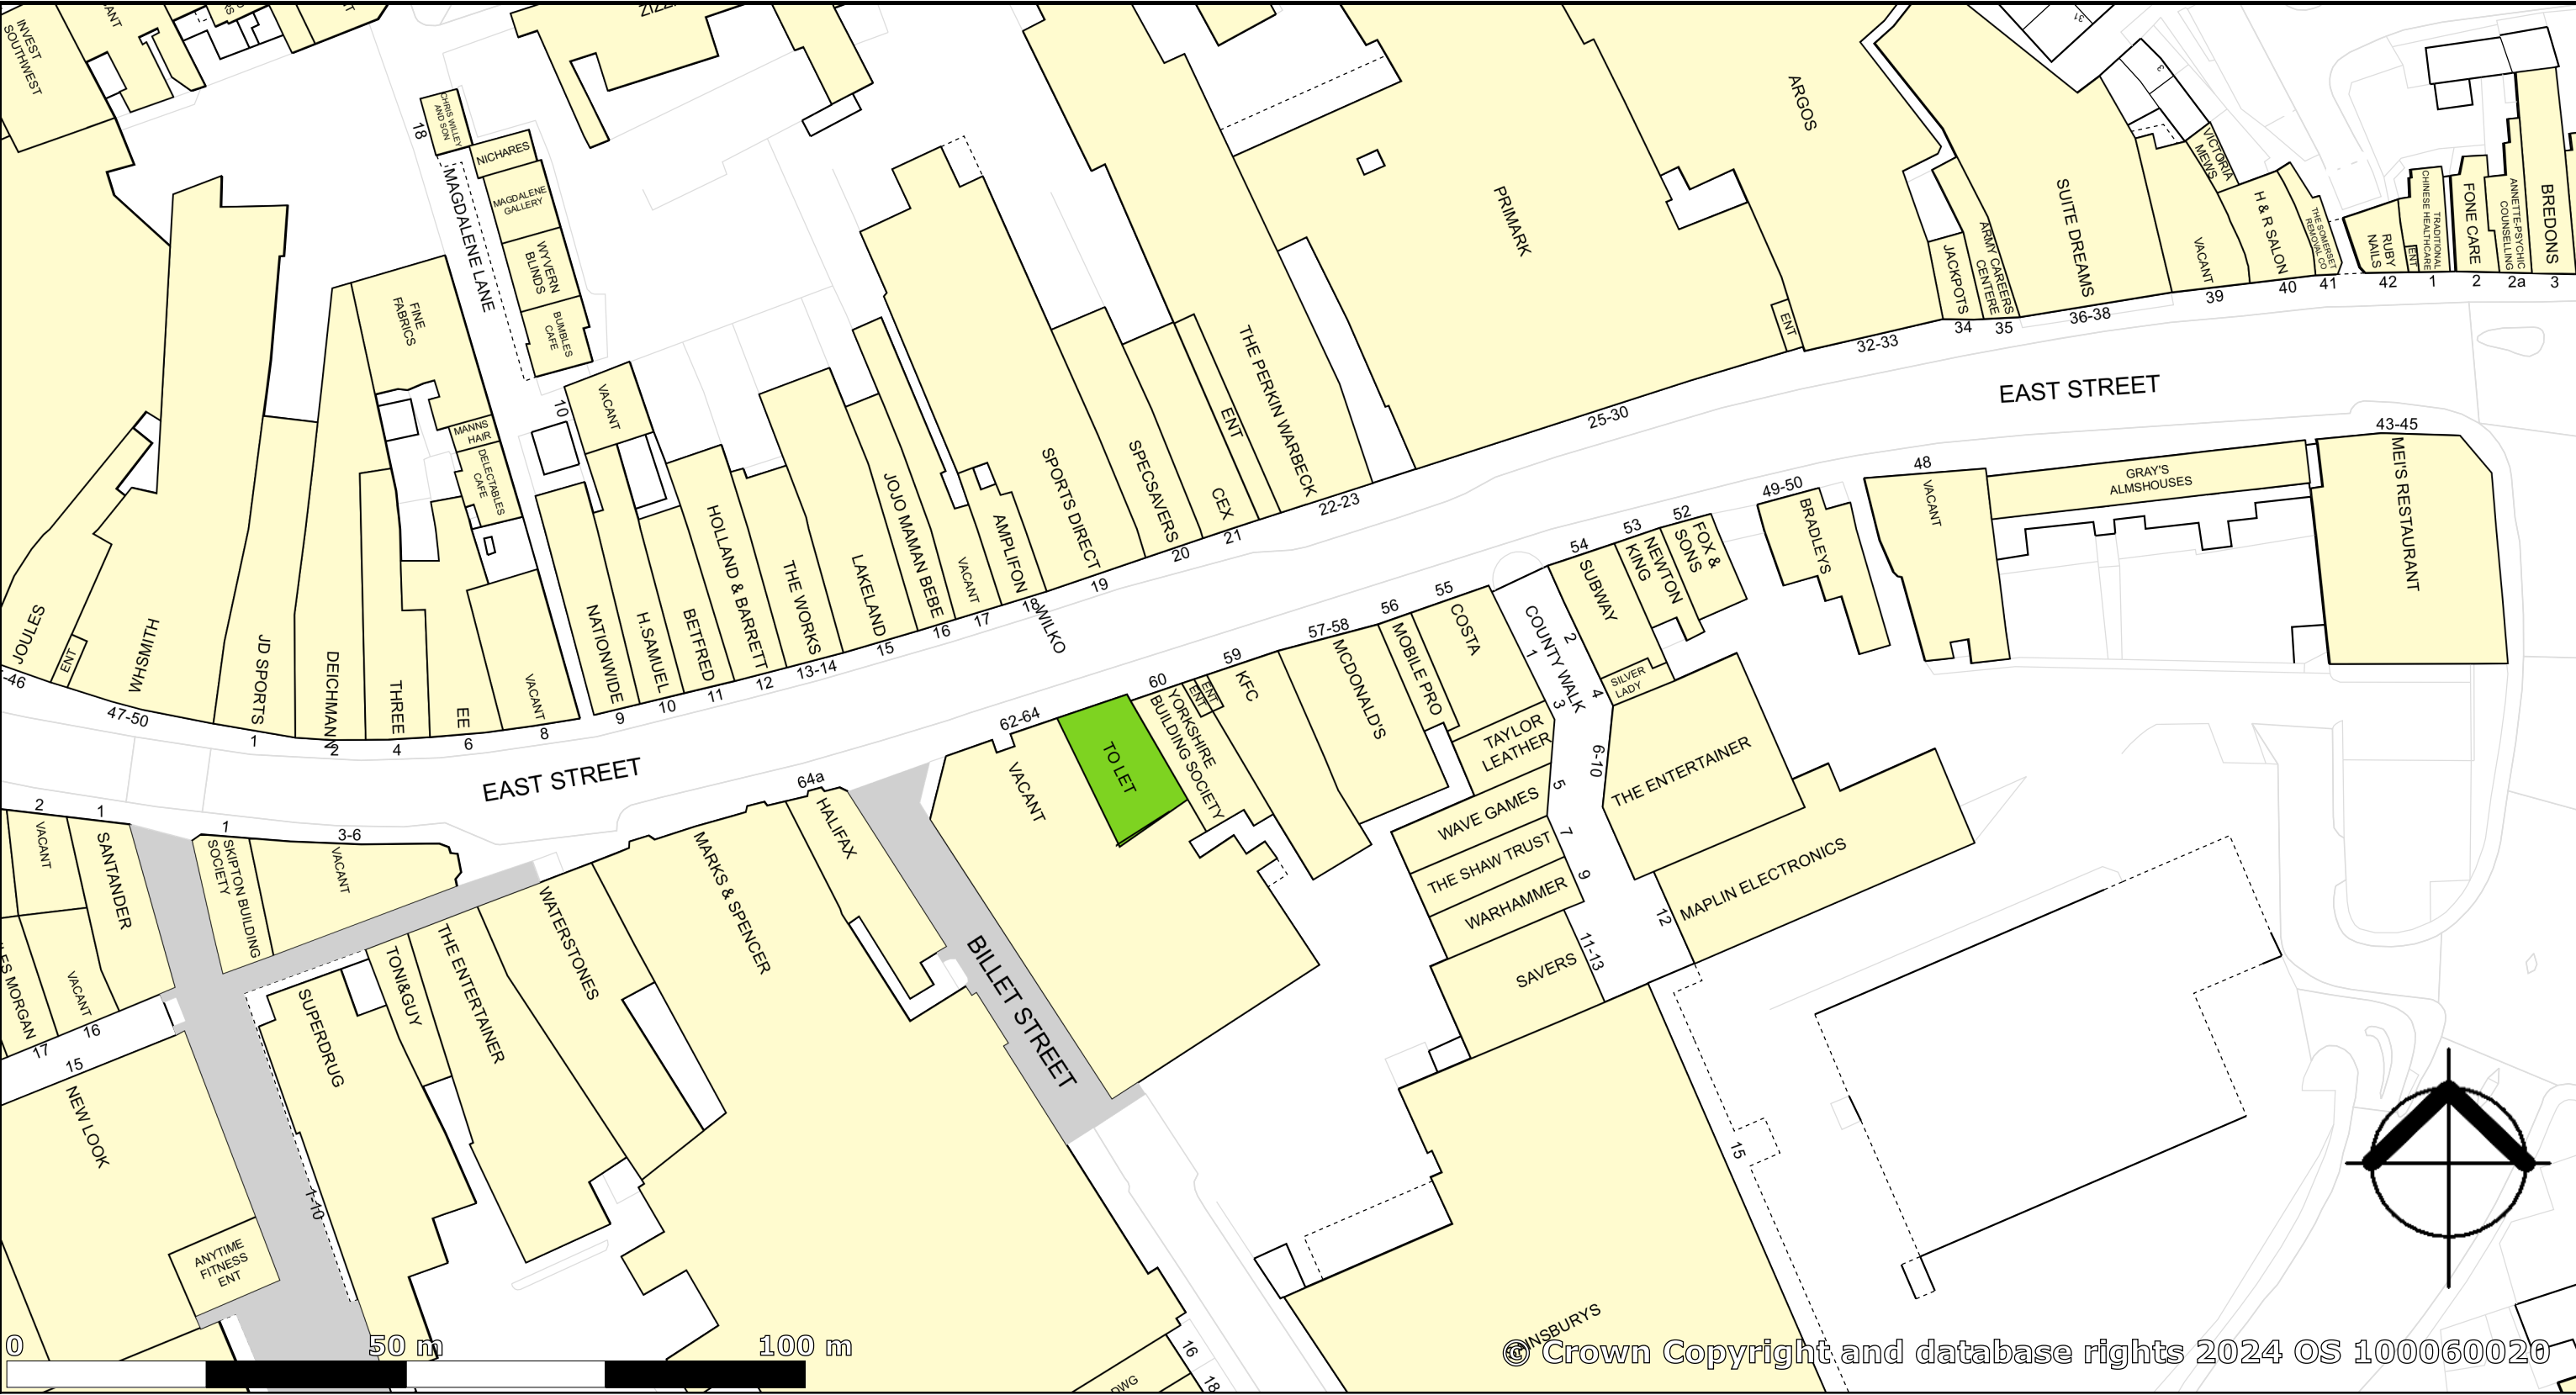 INVEST
SOUTHWEST
18
CHRIS WILLEY
AND SON
NICHARES
MAGDALENE
GALLERY
WYVERN
BLINDS
BUMBLES
CAFE
MAGDALENE LANE
FINE
FABRICS
MANNS
HAIR
DELECTABLES
CAFE
10
VACANT
PRIMARK
ARGOS
ENT
JACKPOTS
ARMY CAREERS
CENTRE
SUITE DREAMS
VACANT
VICTORIA
MEWS
H & R SALON
THE SOMERSET
REMOVAL CO
RUBY
NAILS
ENT
TRADITIONAL
CHINESE HEALTHCARE
FONE CARE
ANNETTE-PSYCHIC
COUNSELLING
BREDONS
31
3
25-30
32-33
34
35
36-38
39
40
41
42
1
2
2a
3
EAST STREET
JOULES
ENT
WHSMITH
JD SPORTS
DEICHMANN
THREE
EE
VACANT
NATIONWIDE
H.SAMUEL
BETFRED
HOLLAND & BARRETT
THE WORKS
LAKELAND
JOJO MAMAN BEBE
VACANT
AMPLIFON
WILKO
SPORTS DIRECT
SPECSAVERS
CEX
ENT
THE PERKIN WARBECK
-46
47-50
1
2
4
6
8
9
10
11
12
13-14
15
16
17
18
19
20
21
22-23
EAST STREET
43-45
MEI'S RESTAURANT
GRAY'S
ALMSHOUSES
48
VACANT
49-50
BRADLEYS
52
FOX &
SONS
53
NEWTON
KING
54
SUBWAY
SILVER
LADY
COUNTY WALK
1
2
3
4
5
6-10
7
9
11-13
12
55
COSTA
56
MOBILE PRO
57-58
MCDONALD'S
59
KFC
ENT
ENT
60
YORKSHIRE
BUILDING SOCIETY
TO LET
62-64
VACANT
TAYLOR
LEATHER
WAVE GAMES
THE SHAW TRUST
WARHAMMER
SAVERS
THE ENTERTAINER
MAPLIN ELECTRONICS
15
64a
HALIFAX
MARKS & SPENCER
WATERSTONES
THE ENTERTAINER
TONI&GUY
SUPERDRUG
1-10
BILLET STREET
2
1
VACANT
SANTANDER
1
SKIPTON BUILDING
SOCIETY
3-6
VACANT
VACANT
MORGAN
17
16
15
NEW LOOK
ANYTIME
FITNESS
ENT
16
18
0 50 m 100 m
© Crown Copyright and database rights 2024 OS 100060020